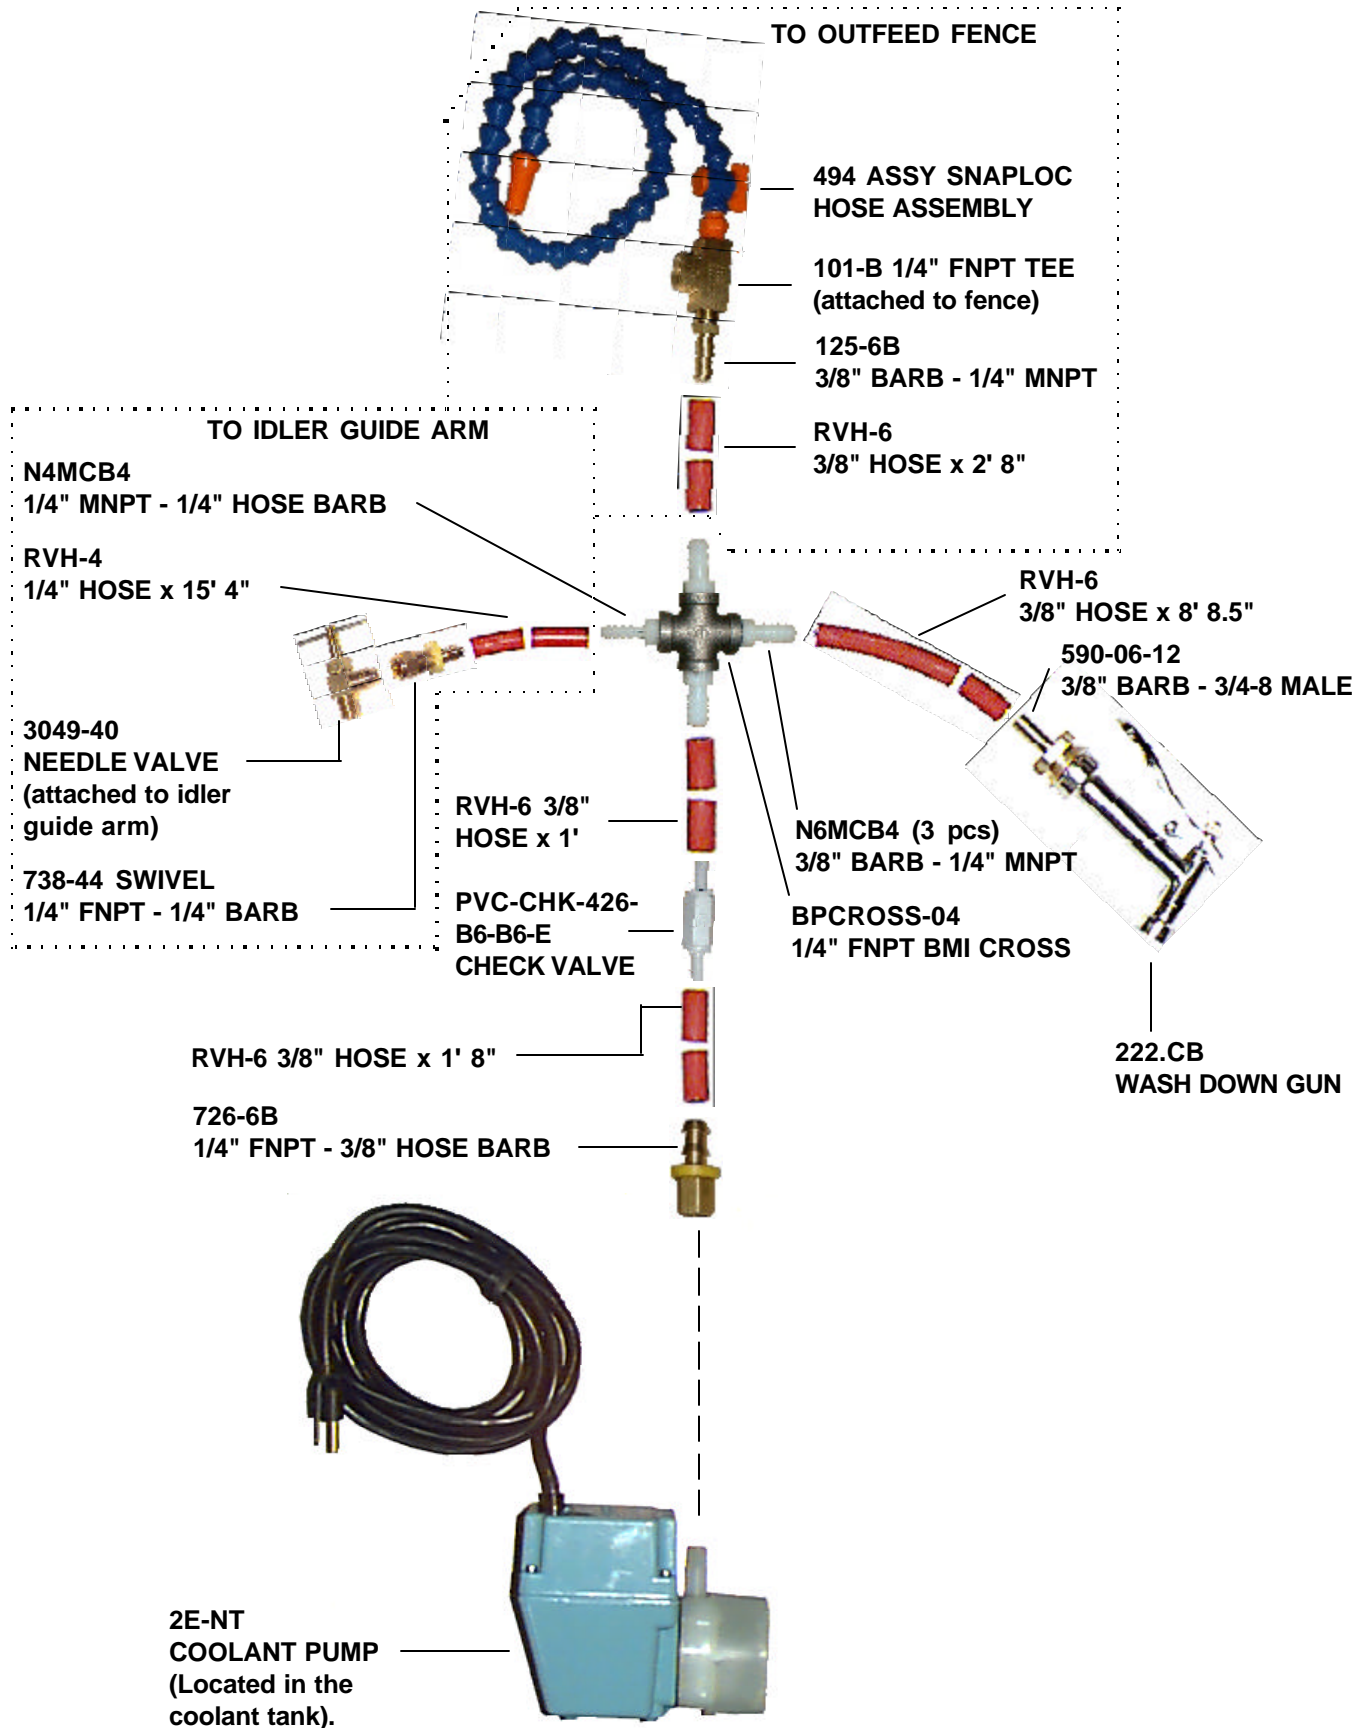 TO OUTFEED FENCE
494 ASSY SNAPLOC
HOSE ASSEMBLY
101-B 1/4" FNPT TEE
(attached to fence)
125-6B
3/8" BARB - 1/4" MNPT
RVH-6
3/8" HOSE x 2' 8"
TO IDLER GUIDE ARM
N4MCB4
1/4" MNPT - 1/4" HOSE BARB
RVH-4
1/4" HOSE x 15' 4"
3049-40
NEEDLE VALVE
(attached to idler
guide arm)
738-44 SWIVEL
1/4" FNPT - 1/4" BARB
RVH-6
3/8" HOSE x 8' 8.5"
590-06-12
3/8" BARB - 3/4-8 MALE
RVH-6 3/8"
HOSE x 1'
N6MCB4 (3 pcs)
3/8" BARB - 1/4" MNPT
PVC-CHK-426-
B6-B6-E
CHECK VALVE
BPCROSS-04
1/4" FNPT BMI CROSS
222.CB
WASH DOWN GUN
RVH-6 3/8" HOSE x 1' 8"
726-6B
1/4" FNPT - 3/8" HOSE BARB
2E-NT
COOLANT PUMP
(Located in the
coolant tank).